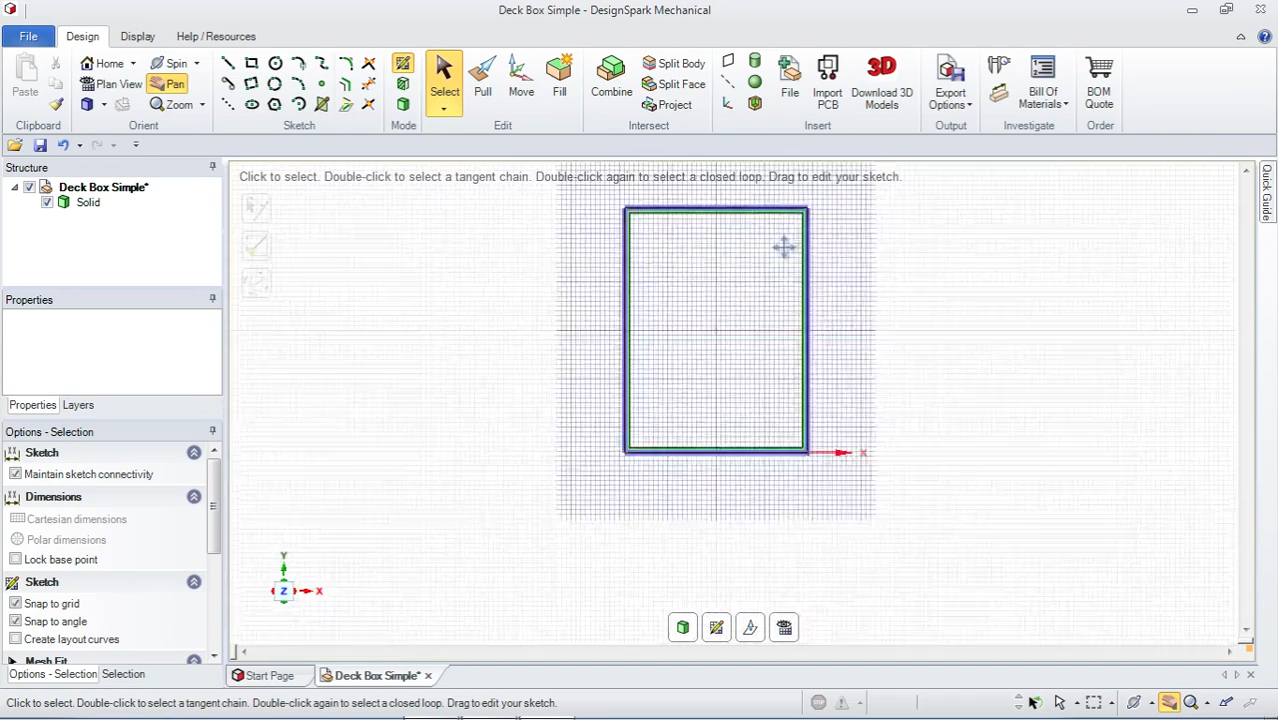 Deck Box Simple - DesignSpark Mechanical
File
Design
Display
Help / Resources
Paste
Clipboard
Home
Plan View
Spin
Pan
Zoom
Orient
Sketch
Mode
Select
Pull
Move
Fill
Edit
Combine
Split Body
Split Face
Project
Intersect
File
Import PCB
3D
Download 3D Models
Insert
Export Options
Output
Bill Of Materials
Investigate
BOM Quote
Order
Structure
Deck Box Simple*
Solid
Properties
Properties
Layers
Options - Selection
Sketch
Maintain sketch connectivity
Dimensions
Cartesian dimensions
Polar dimensions
Lock base point
Sketch
Snap to grid
Snap to angle
Create layout curves
Mesh Fit
Options - Selection
Selection
Click to select. Double-click to select a tangent chain. Double-click again to select a closed loop. Drag to edit your sketch.
X
Y
Z
X
Quick Guide
Start Page
Deck Box Simple*
Click to select. Double-click to select a tangent chain. Double-click again to select a closed loop. Drag to edit your sketch.